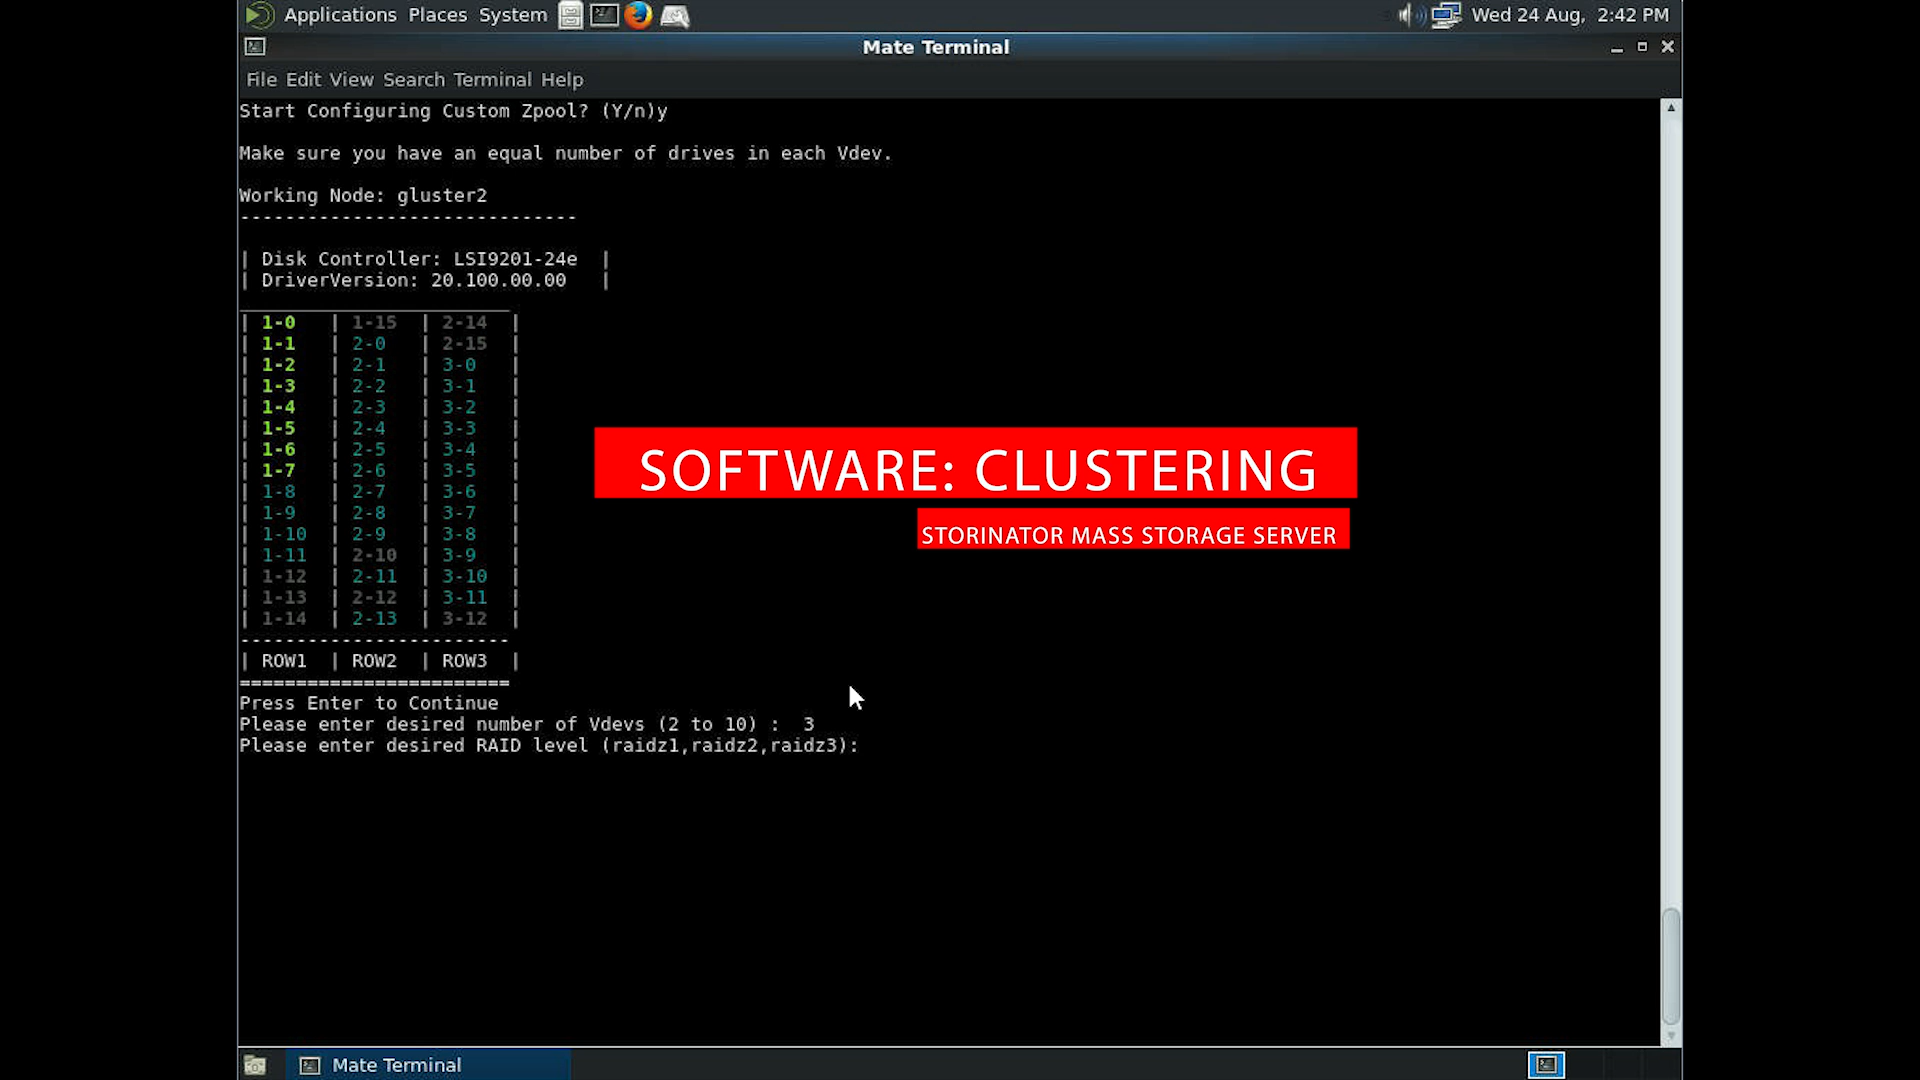 Applications Places System
Wed 24 Aug, 2:42 PM
Mate Terminal
File Edit View Search Terminal Help
Start Configuring Custom Zpool? (Y/n)y
Make sure you have an equal number of drives in each Vdev.
Working Node: gluster2
------------------------------
| Disk Controller: LSI9201-24e |
| DriverVersion: 20.100.00.00 |
| 1-0 | 1-15 | 2-14 |
| 1-1 | 2-0 | 2-15 |
| 1-2 | 2-1 | 3-0 |
| 1-3 | 2-2 | 3-1 |
| 1-4 | 2-3 | 3-2 |
| 1-5 | 2-4 | 3-3 |
| 1-6 | 2-5 | 3-4 |
| 1-7 | 2-6 | 3-5 |
| 1-8 | 2-7 | 3-6 |
| 1-9 | 2-8 | 3-7 |
| 1-10 | 2-9 | 3-8 |
| 1-11 | 2-10 | 3-9 |
| 1-12 | 2-11 | 3-10 |
| 1-13 | 2-12 | 3-11 |
| 1-14 | 2-13 | 3-12 |
------------------------
| ROW1 | ROW2 | ROW3 |
========================
SOFTWARE: CLUSTERING
STORINATOR MASS STORAGE SERVER
Press Enter to Continue
Please enter desired number of Vdevs (2 to 10) : 3
Please enter desired RAID level (raidz1,raidz2,raidz3):
Mate Terminal